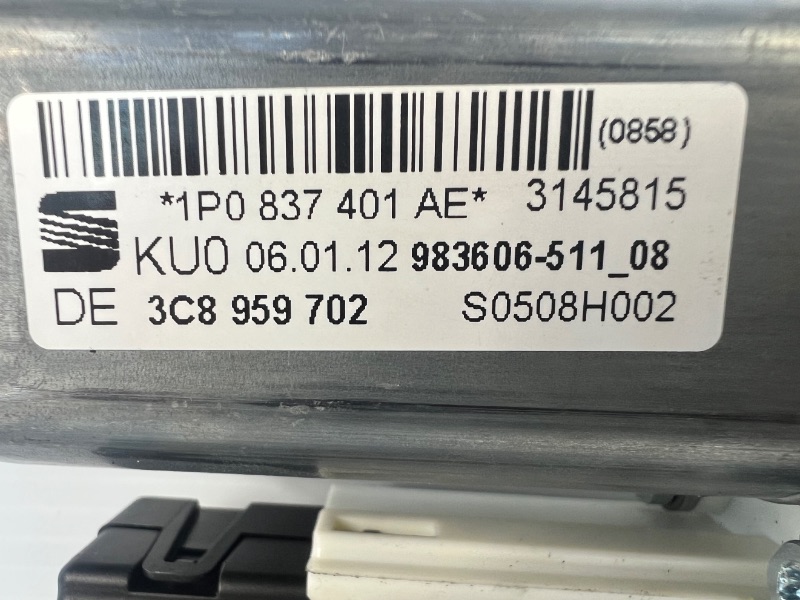 (0858)
*1P0 837 401 AE* 3145815
KU0 06.01.12 983606-511_08
DE 3C8 959 702 S0508H002